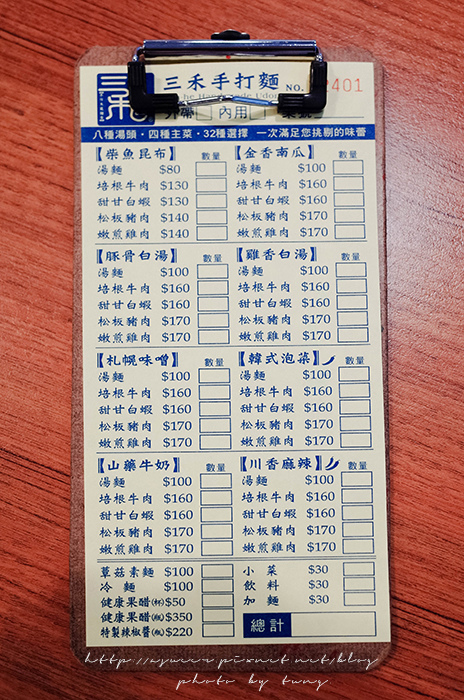 三禾手打麵 NO. 2401
The Handmade Udon
外帶 內用 桌號
八種湯頭・四種主菜・32種選擇 一次滿足您挑剔的味蕾
【柴魚昆布】 數量
湯麵 $80
培根牛肉 $130
甜甘白蝦 $130
松板豬肉 $140
嫩煎雞肉 $140
【金香南瓜】 數量
湯麵 $100
培根牛肉 $160
甜甘白蝦 $160
松板豬肉 $170
嫩煎雞肉 $170
【豚骨白湯】 數量
湯麵 $100
培根牛肉 $160
甜甘白蝦 $160
松板豬肉 $170
嫩煎雞肉 $170
【雞香白湯】 數量
湯麵 $100
培根牛肉 $160
甜甘白蝦 $160
松板豬肉 $170
嫩煎雞肉 $170
【札幌味噌】 數量
湯麵 $100
培根牛肉 $160
甜甘白蝦 $160
松板豬肉 $170
嫩煎雞肉 $170
【韓式泡菜】 數量
湯麵 $100
培根牛肉 $160
甜甘白蝦 $160
松板豬肉 $170
嫩煎雞肉 $170
【山藥牛奶】 數量
湯麵 $100
培根牛肉 $160
甜甘白蝦 $160
松板豬肉 $170
嫩煎雞肉 $170
【川香麻辣】 數量
湯麵 $100
培根牛肉 $160
甜甘白蝦 $160
松板豬肉 $170
嫩煎雞肉 $170
蕈菇素麵 $100
冷麵 $100
健康果醋(杯) $50
健康果醋(瓶) $350
特製辣椒醬(瓶) $220
小菜 $30
飲料 $30
加麵 $30
總計
photo by tung